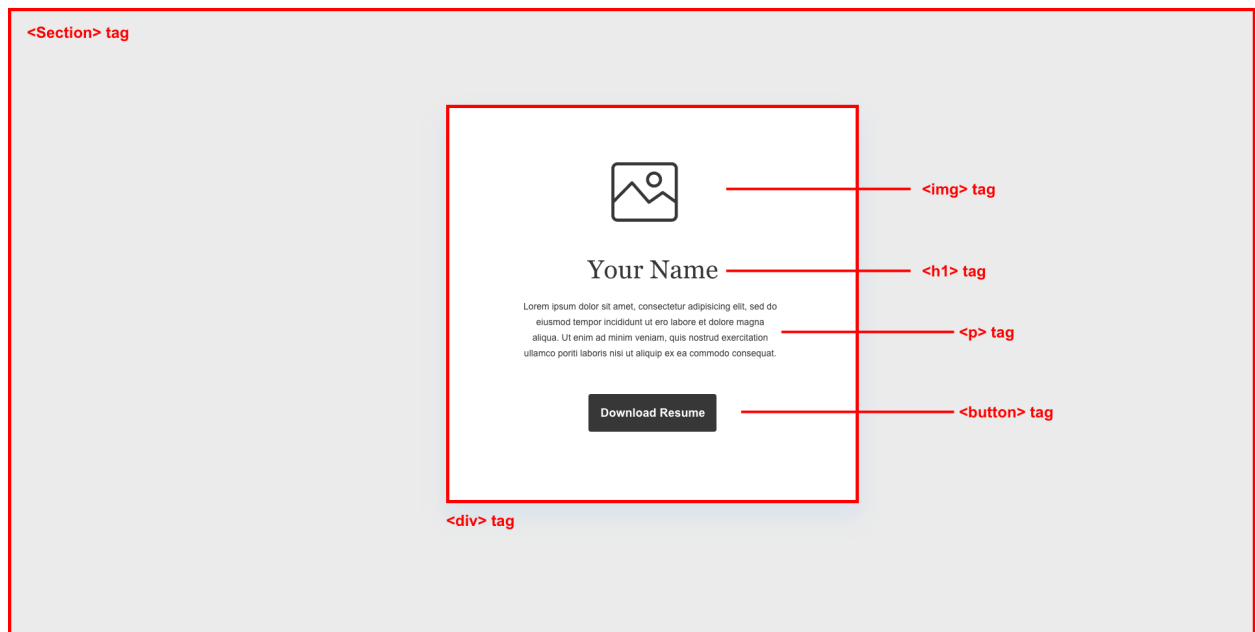 <Section> tag
<img> tag
Your Name
<h1> tag
Lorem ipsum dolor sit amet, consectetur adipisicing elit, sed do
eiusmod tempor incididunt ut ero labore et dolore magna
aliqua. Ut enim ad minim veniam, quis nostrud exercitation
ullamco poriti laboris nisi ut aliquip ex ea commodo consequat.
<p> tag
Download Resume
<button> tag
<div> tag